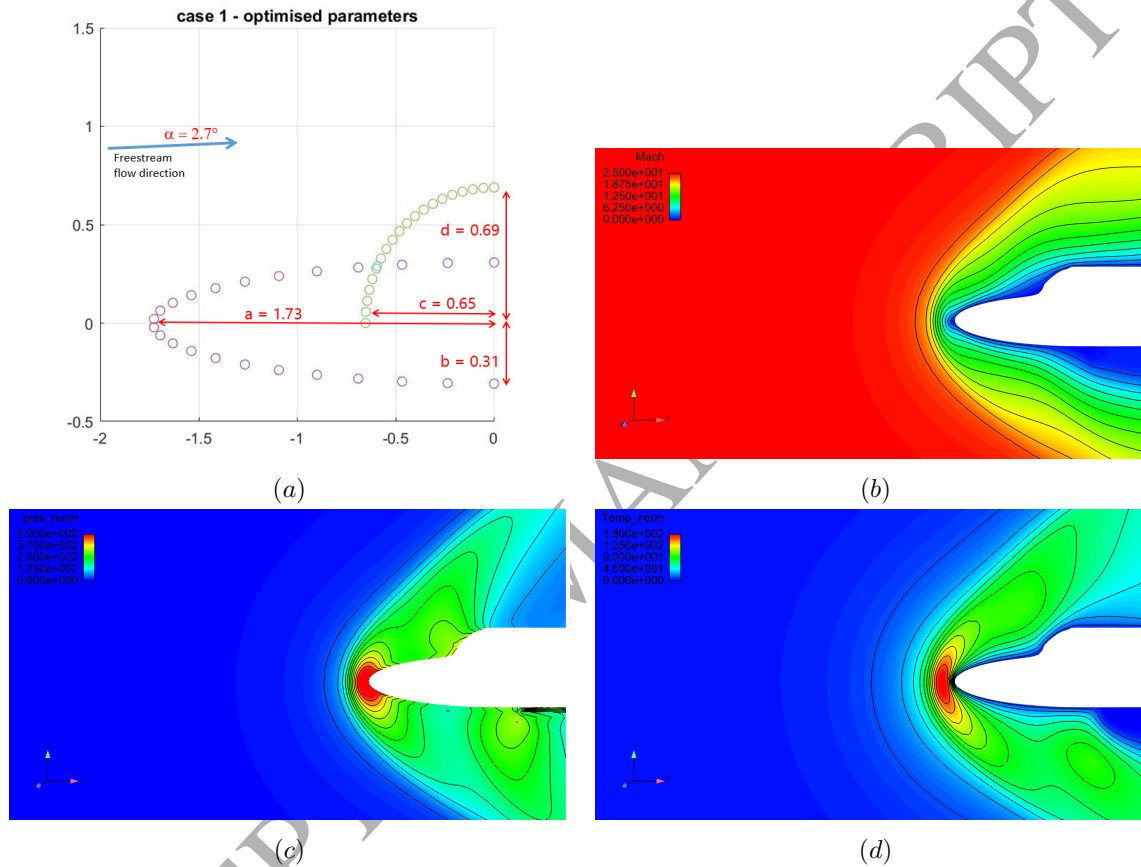 case 1 - optimised parameters
1.5
1
0.5
0
-0.5
-2
-1.5
-1
-0.5
0
α = 2.7°
Freestream
flow direction
d = 0.69
c = 0.65
a = 1.73
b = 0.31
(a)
Mach
2.500e+001
1.875e+001
1.250e+001
6.250e+000
0.000e+000
(b)
pres_norm
5.000e+002
3.750e+002
2.500e+002
1.250e+002
0.000e+000
(c)
Temp_norm
1.800e+002
1.350e+002
9.000e+001
4.500e+001
0.000e+000
(d)